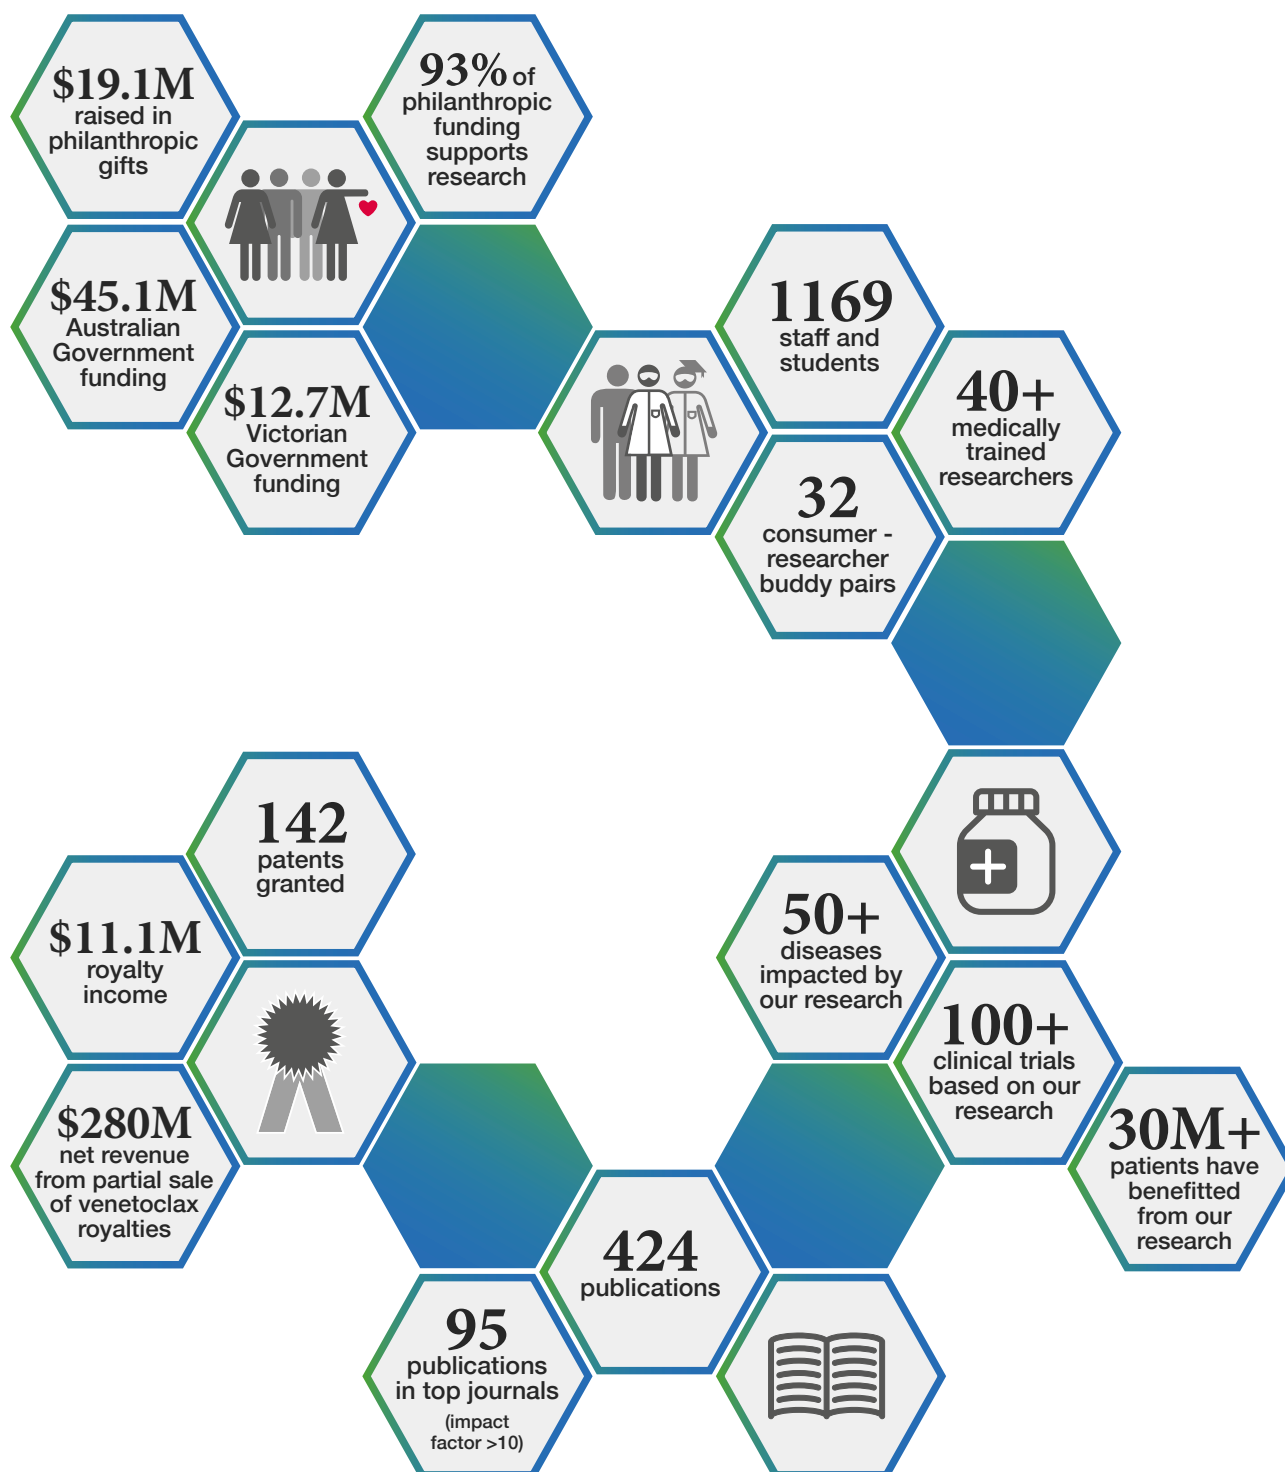 $19.1M
raised in
philanthropic
gifts
93% of
philanthropic
funding
supports
research
$45.1M
Australian
Government
funding
$12.7M
Victorian
Government
funding
1169
staff and
students
40+
medically
trained
researchers
32
consumer -
researcher
buddy pairs
142
patents
granted
$11.1M
royalty
income
$280M
net revenue
from partial sale
of venetoclax
royalties
50+
diseases
impacted by
our research
100+
clinical trials
based on our
research
30M+
patients have
benefitted
from our
research
424
publications
95
publications
in top journals
(impact
factor >10)